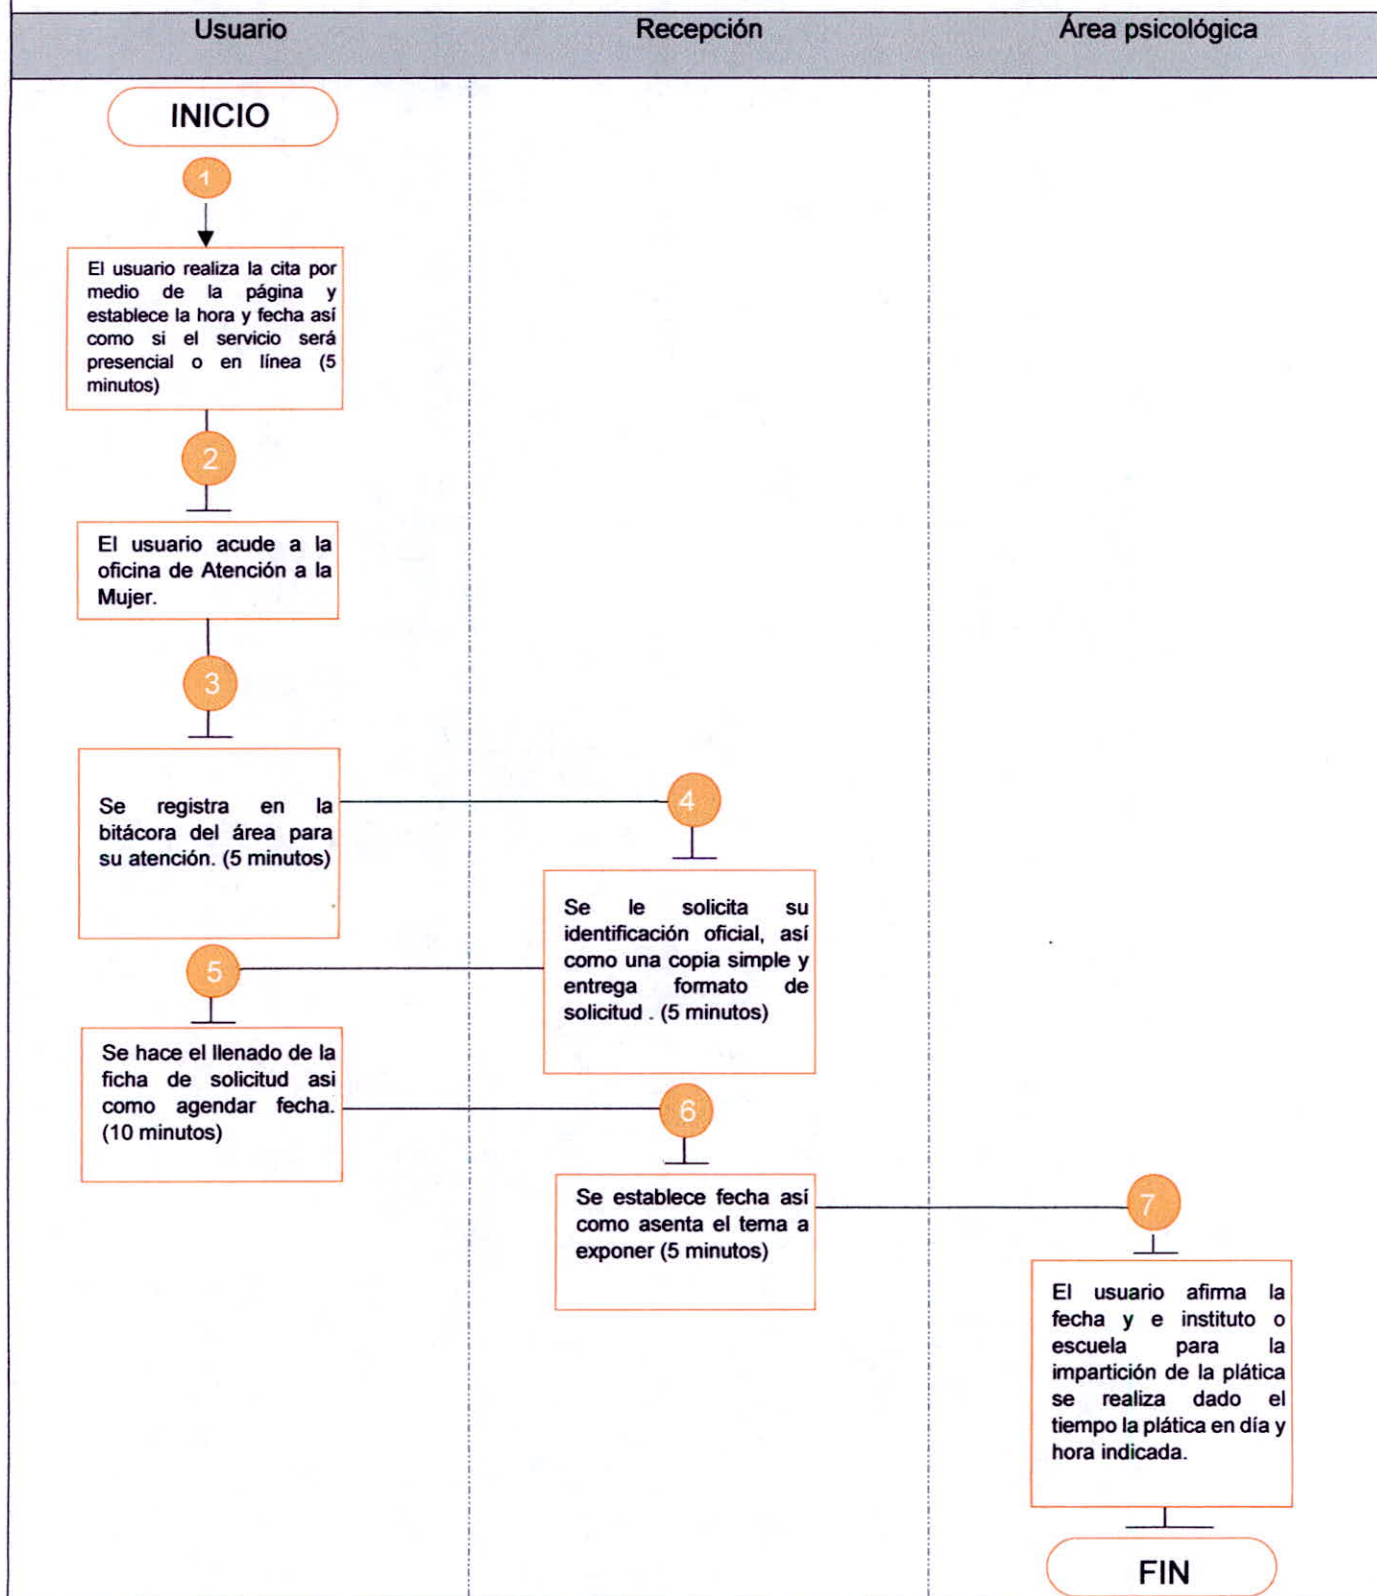 Usuario
Recepción
Área psicológica
INICIO
1
El usuario realiza la cita por
medio de la página y
establece la hora y fecha así
como si el servicio será
presencial o en línea (5
minutos)
2
El usuario acude a la
oficina de Atención a la
Mujer.
3
Se registra en la
bitácora del área para
su atención. (5 minutos)
4
Se le solicita su
identificación oficial, así
como una copia simple y
entrega formato de
solicitud . (5 minutos)
5
Se hace el llenado de la
ficha de solicitud asi
como agendar fecha.
(10 minutos)
6
Se establece fecha así
como asenta el tema a
exponer (5 minutos)
7
El usuario afirma la
fecha y e instituto o
escuela para la
impartición de la plática
se realiza dado el
tiempo la plática en día y
hora indicada.
FIN